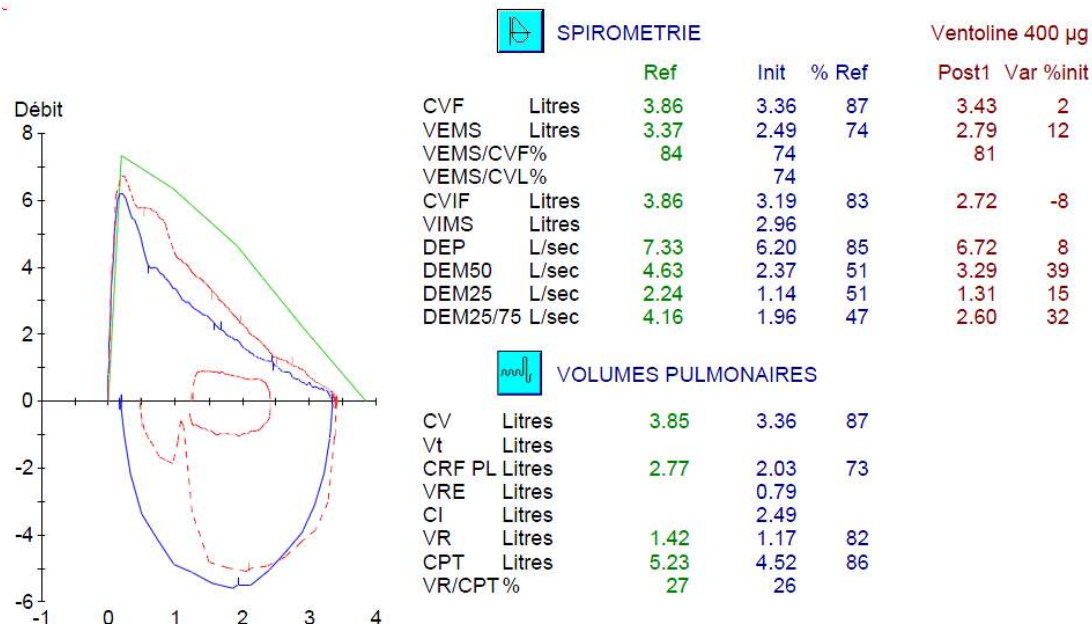 SPIROMETRIE Ventoline 400 µg
Ref Init % Ref Post1 Var %init
CVF Litres 3.86 3.36 87 3.43 2
VEMS Litres 3.37 2.49 74 2.79 12
VEMS/CVF% 84 74 81
VEMS/CVL% 74
CVIF Litres 3.86 3.19 83 2.72 -8
VIMS Litres 2.96
DEP L/sec 7.33 6.20 85 6.72 8
DEM50 L/sec 4.63 2.37 51 3.29 39
DEM25 L/sec 2.24 1.14 51 1.31 15
DEM25/75 L/sec 4.16 1.96 47 2.60 32
VOLUMES PULMONAIRES
CV Litres 3.85 3.36 87
Vt Litres
CRF PL Litres 2.77 2.03 73
VRE Litres 0.79
CI Litres 2.49
VR Litres 1.42 1.17 82
CPT Litres 5.23 4.52 86
VR/CPT% 27 26
Débit
8
6
4
2
0
-2
-4
-6
-1 0 1 2 3 4